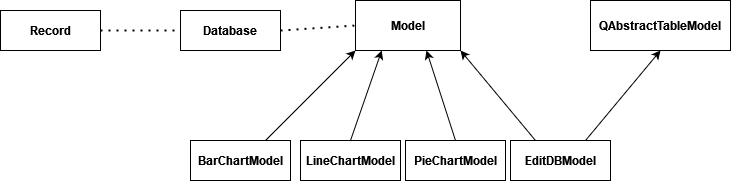 Record
Database
Model
QAbstractTableModel
BarChartModel
LineChartModel
PieChartModel
EditDBModel